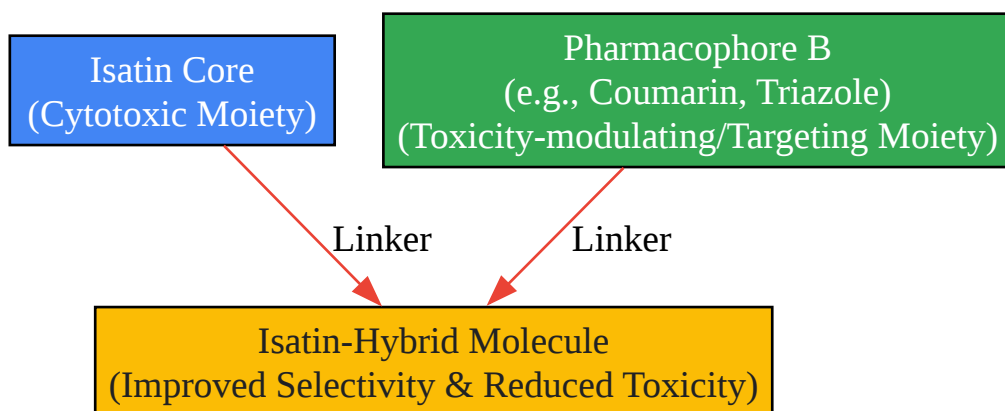 Isatin Core
(Cytotoxic Moiety)
Pharmacophore B
(e.g., Coumarin, Triazole)
(Toxicity-modulating/Targeting Moiety)
Linker
Linker
Isatin-Hybrid Molecule
(Improved Selectivity & Reduced Toxicity)